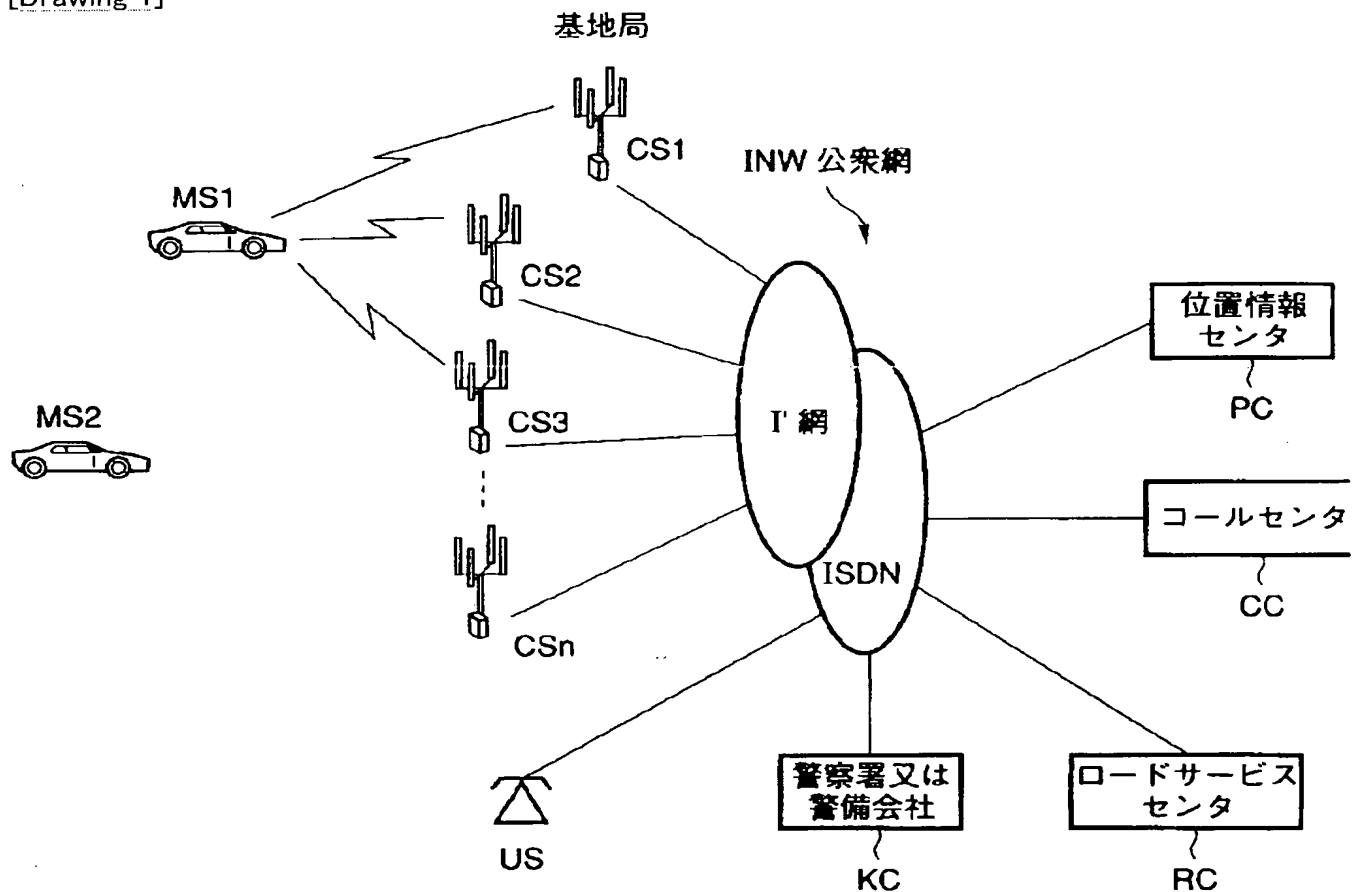 [Drawing 1]
基地局
CS1
INW 公衆網
MS1
CS2
位置情報
センタ
PC
MS2
CS3
I' 網
コールセンタ
CC
ISDN
CSn
US
警察署又は
警備会社
KC
ロードサービス
センタ
RC